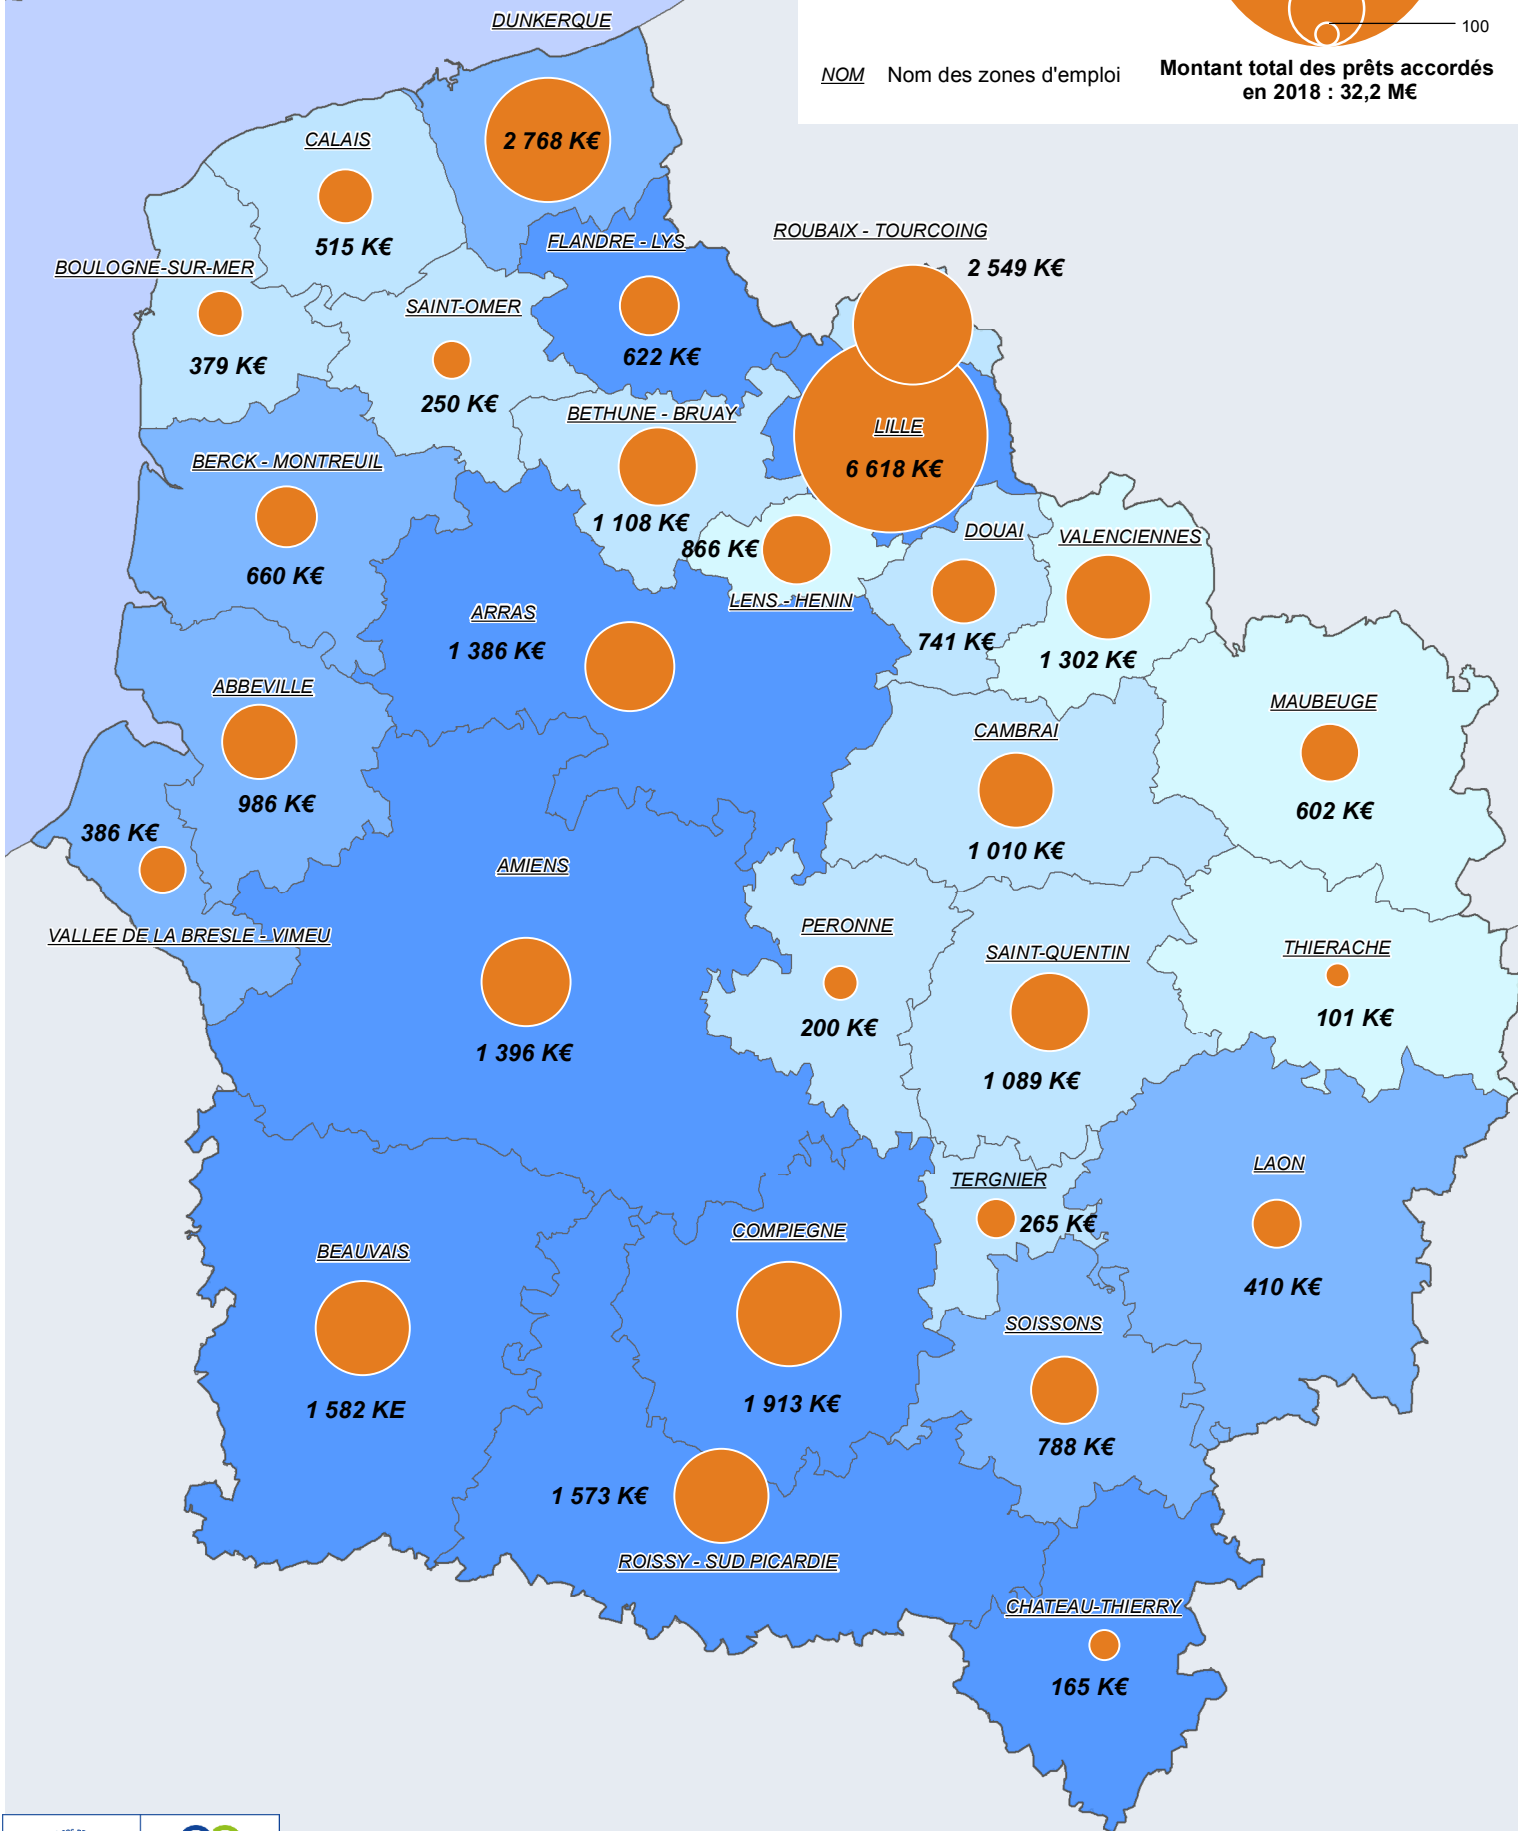 DUNKERQUE
100
NOM Nom des zones d'emploi
Montant total des prêts accordés
en 2018 : 32,2 M€
2 768 K€
CALAIS
515 K€
FLANDRE - LYS
622 K€
ROUBAIX - TOURCOING
2 549 K€
BOULOGNE-SUR-MER
379 K€
SAINT-OMER
250 K€
BETHUNE - BRUAY
1 108 K€
LILLE
6 618 K€
BERCK - MONTREUIL
660 K€
866 K€
LENS - HENIN
DOUAI
741 K€
VALENCIENNES
1 302 K€
ARRAS
1 386 K€
ABBEVILLE
986 K€
MAUBEUGE
602 K€
CAMBRAI
1 010 K€
386 K€
VALLEE DE LA BRESLE - VIMEU
AMIENS
1 396 K€
PERONNE
200 K€
SAINT-QUENTIN
1 089 K€
THIERACHE
101 K€
TERGNIER
265 K€
LAON
410 K€
BEAUVAIS
1 582 KE
COMPIEGNE
1 913 K€
SOISSONS
788 K€
1 573 K€
ROISSY - SUD PICARDIE
CHATEAU-THIERRY
165 K€